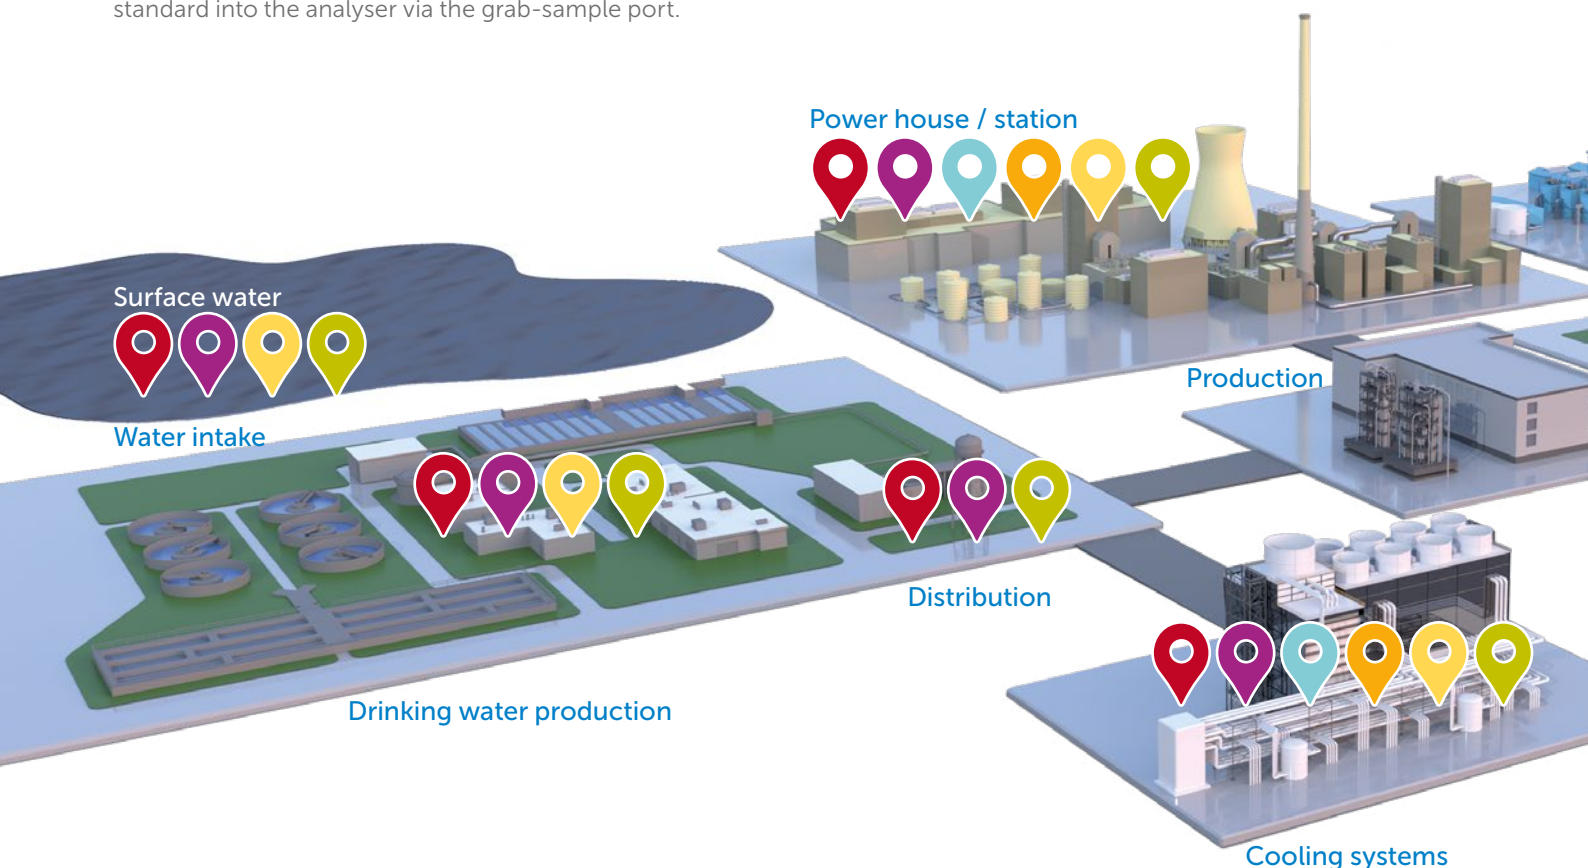 standard into the analyser via the grab-sample port.
Power house / station
Surface water
Water intake
Production
Distribution
Drinking water production
Cooling systems